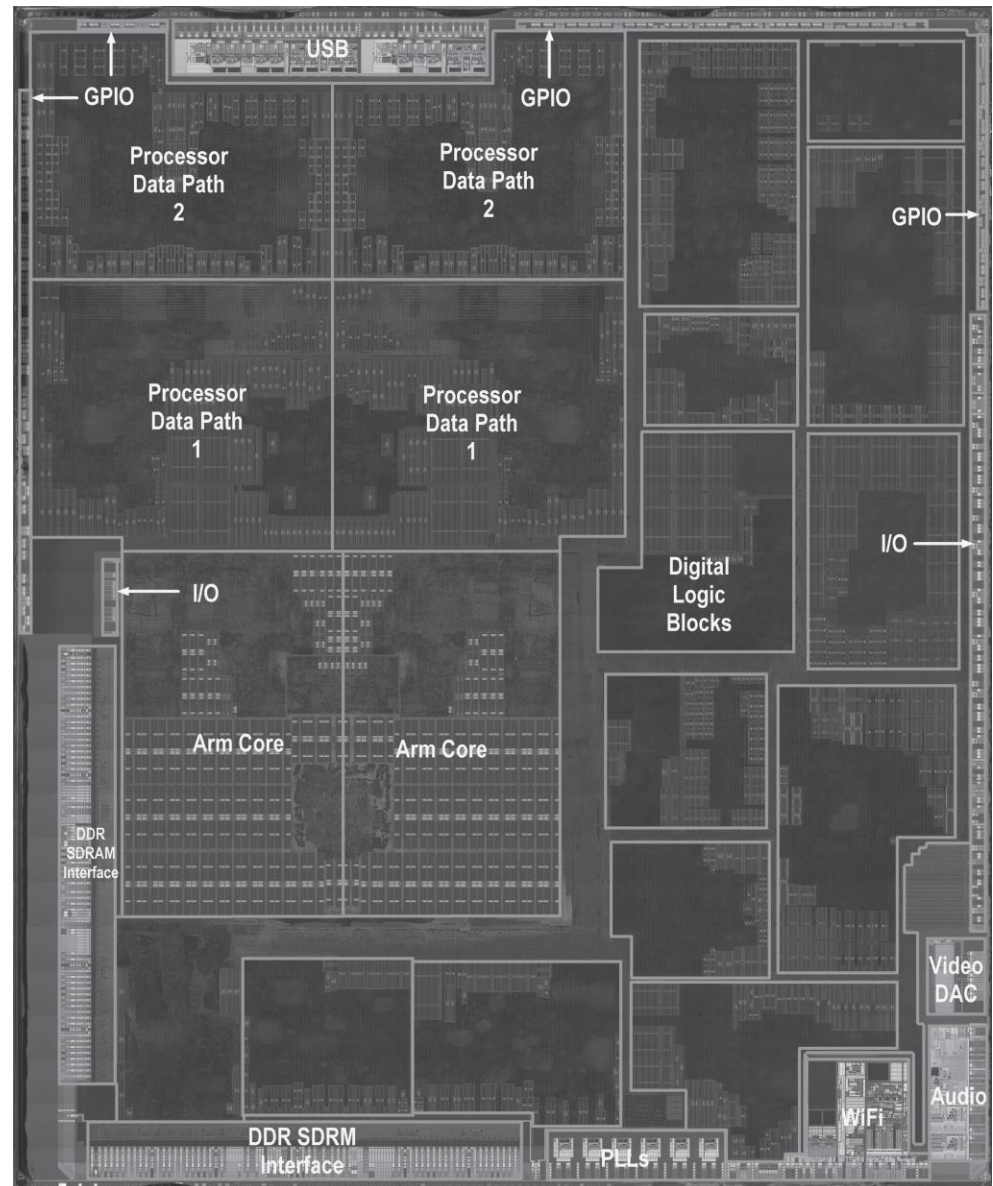 USB
GPIO
GPIO
Processor
Data Path
2
Processor
Data Path
2
GPIO
Processor
Data Path
1
Processor
Data Path
1
I/O
I/O
Digital
Logic
Blocks
Arm Core
Arm Core
DDR
SDRAM
Interface
Video
DAC
Audio
WiFi
DDR SDRM
Interface
PLLs